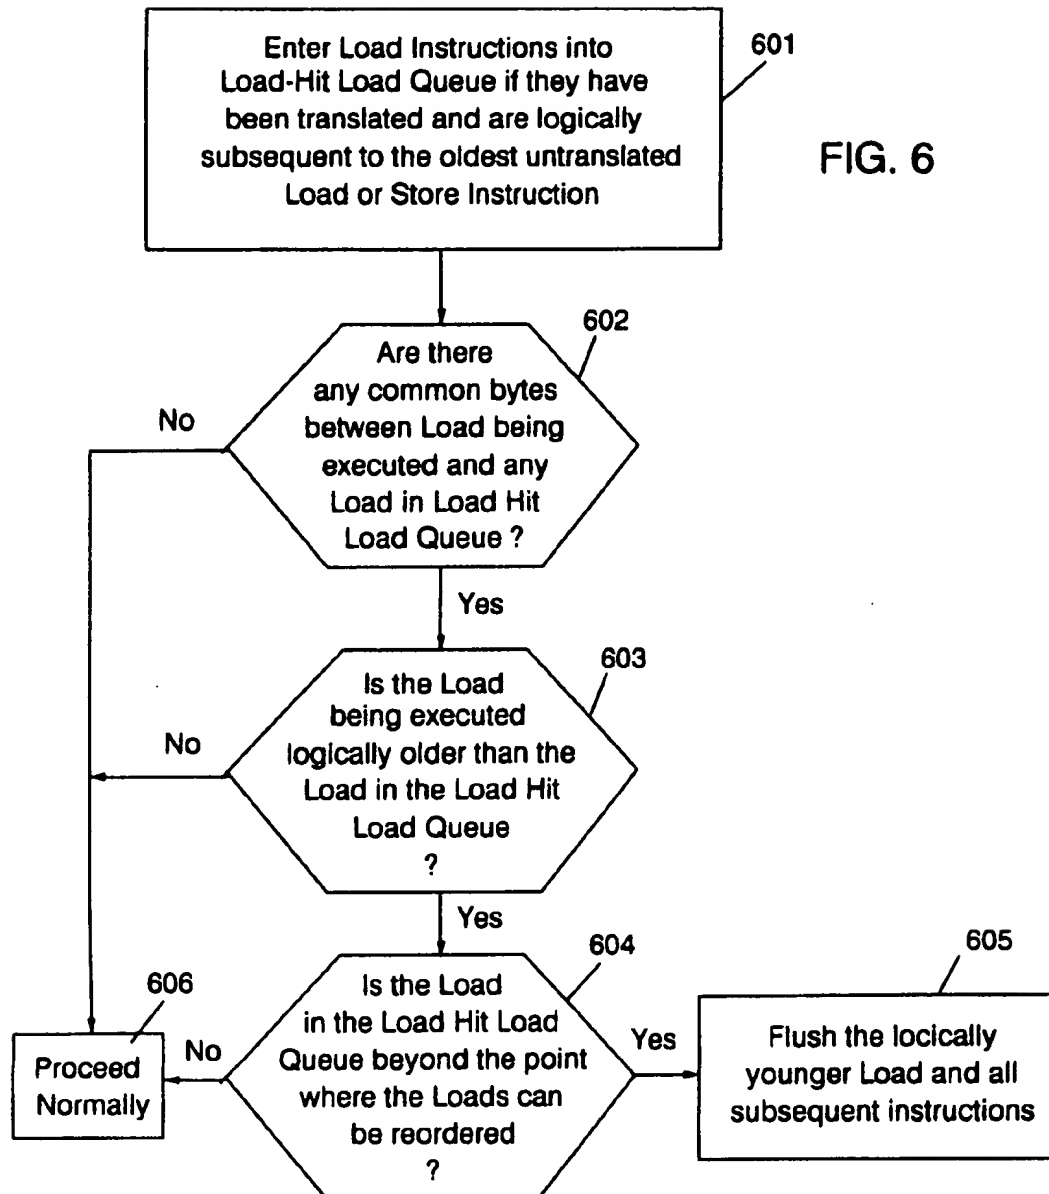 Enter Load Instructions into
Load-Hit Load Queue if they have
been translated and are logically
subsequent to the oldest untranslated
Load or Store Instruction
601
FIG. 6
602
Are there
any common bytes
between Load being
executed and any
Load in Load Hit
Load Queue ?
No
Yes
603
Is the Load
being executed
logically older than the
Load in the Load Hit
Load Queue
?
No
Yes
604
Is the Load
in the Load Hit Load
Queue beyond the point
where the Loads can
be reordered
?
No
Yes
605
Flush the locically
younger Load and all
subsequent instructions
606
Proceed
Normally